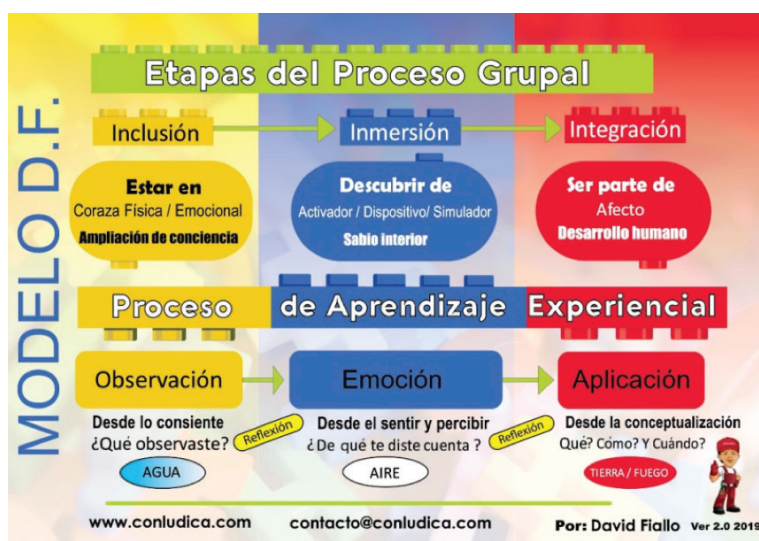 MODELO D.F.
Etapas del Proceso Grupal
Inclusión
Inmersión
Integración
Estar en
Coraza Física / Emocional
Ampliación de conciencia
Descubrir de
Activador / Dispositivo/ Simulador
Sabio interior
Ser parte de
Afecto
Desarrollo humano
Proceso de Aprendizaje Experiencial
Observación
Emoción
Aplicación
Desde lo consiente
¿Qué observaste?
Reflexión
AGUA
Desde el sentir y percibir
¿De qué te diste cuenta ?
Reflexión
AIRE
Desde la conceptualización
Qué? Cómo? Y Cuándo?
TIERRA / FUEGO
www.conludica.com
contacto@conludica.com
Por: David Fiallo Ver 2.0 2019